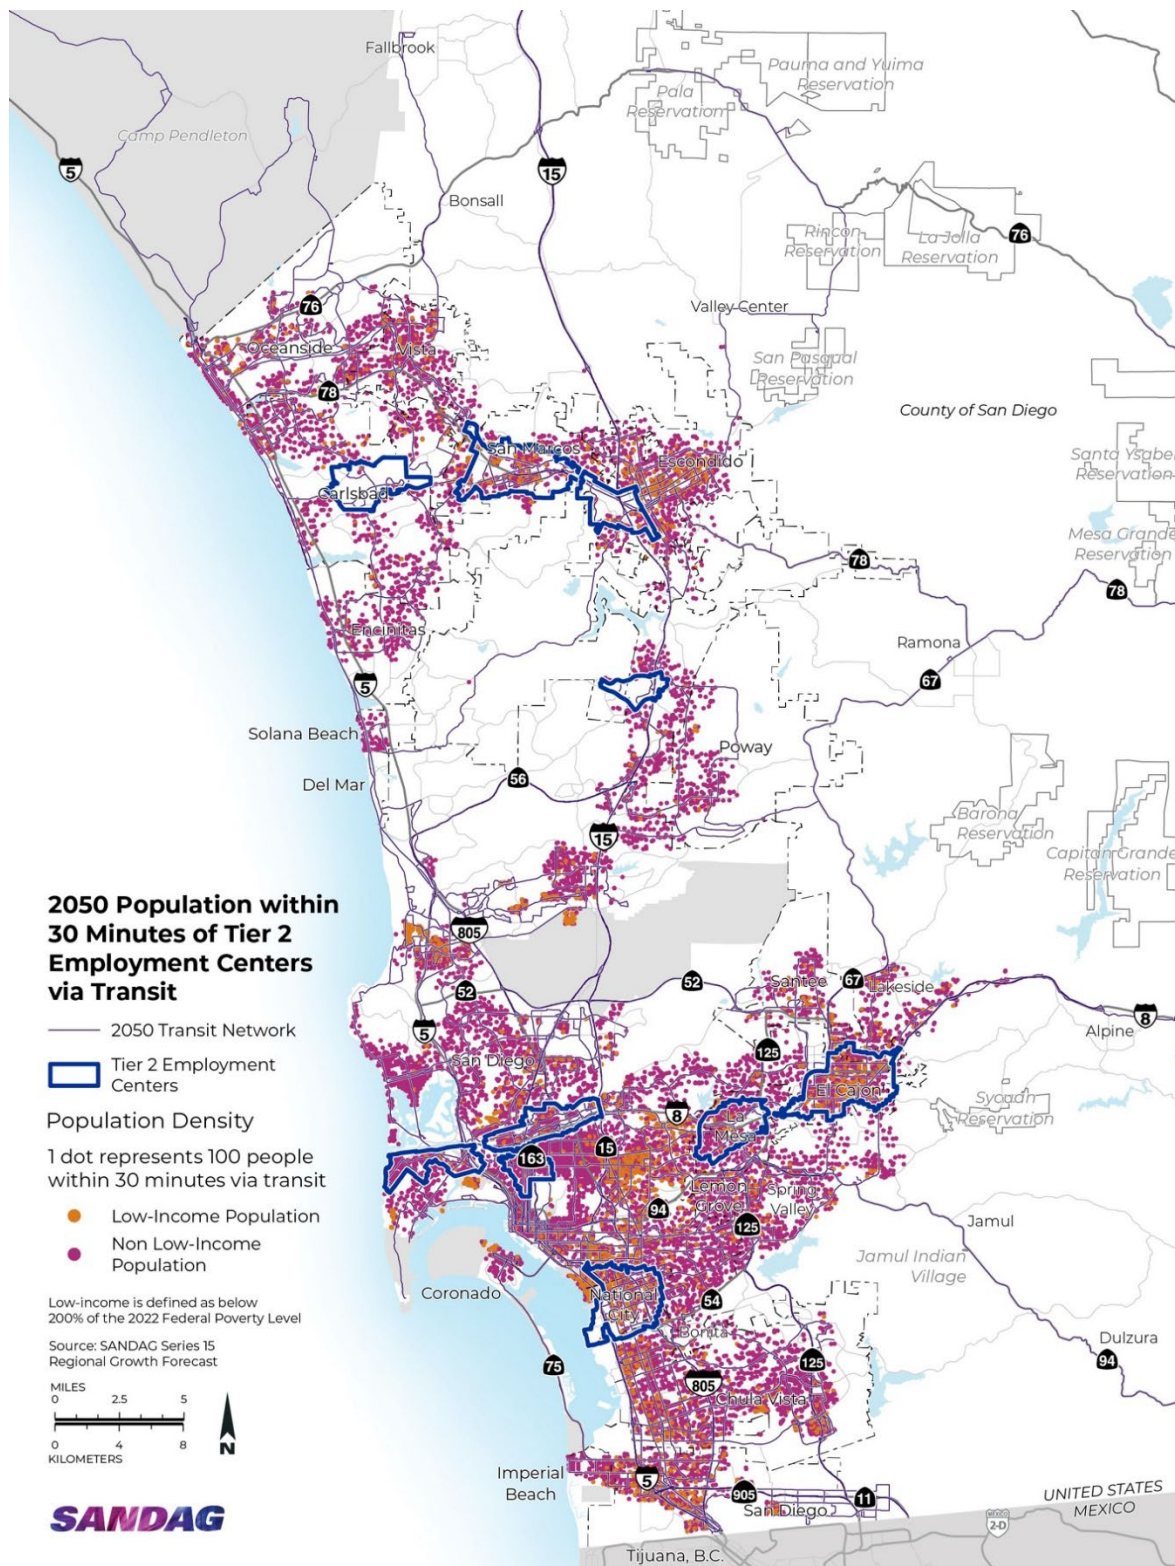 Fallbrook
Pauma and Yuima
Reservation
Pala
Reservation
Camp Pendleton
5
15
Bonsall
Rincon
Reservation
La Jolla
Reservation
76
Valley Center
76
Oceanside
Vista
San Pasqual
Reservation
78
County of San Diego
San Marcos
Escondido
Santa Ysabel
Reservation
Carlsbad
Mesa Grande
Reservation
78
78
Encinitas
Ramona
5
67
Solana Beach
Poway
56
Del Mar
15
Barona
Reservation
Capitan Grande
Reservation
2050 Population within
30 Minutes of Tier 2
Employment Centers
via Transit
805
52
52
Santee
67
Lakeside
2050 Transit Network
5
8
Alpine
Tier 2 Employment
Centers
San Diego
125
El Cajon
Sycuan
Reservation
Population Density
8
La
Mesa
1 dot represents 100 people
within 30 minutes via transit
163
15
Low-Income Population
Lemon
Grove
Spring
Valley
94
125
Jamul
Non Low-Income
Population
Jamul Indian
Village
Coronado
National
City
54
Low-income is defined as below
200% of the 2022 Federal Poverty Level
Bonita
Dulzura
Source: SANDAG Series 15
Regional Growth Forecast
75
125
94
805
Chula Vista
MILES
0 2.5 5
0 4 8
KILOMETERS
N
Imperial
Beach
5
905
11
San Diego
UNITED STATES
MEXICO
SANDAG
MEXICO
2-D
Tijuana, B.C.